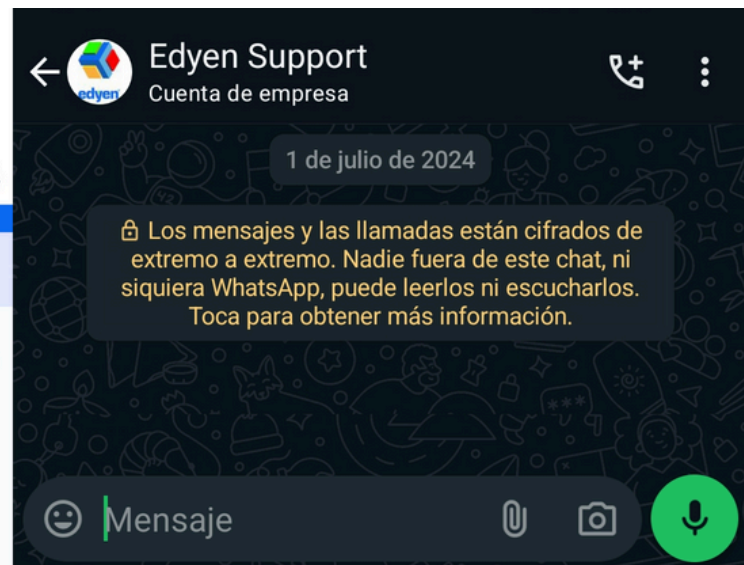 Edyen Support
edyen
Cuenta de empresa
1 de julio de 2024
Los mensajes y las llamadas están cifrados de
extremo a extremo. Nadie fuera de este chat, ni
siquiera WhatsApp, puede leerlos ni escucharlos.
Toca para obtener más información.
Mensaje